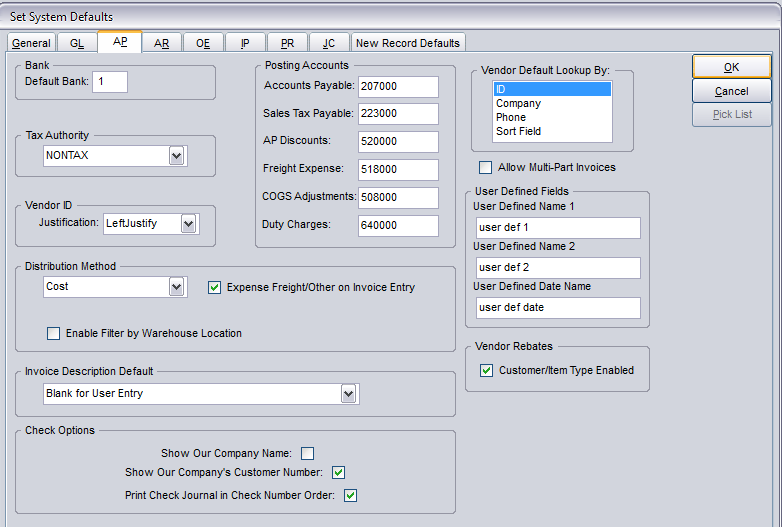 Set System Defaults
General GL AP AR OE IP PR JC New Record Defaults
Bank
Default Bank: 1
Tax Authority
NONTAX
Vendor ID
Justification: LeftJustify
Posting Accounts
Accounts Payable: 207000
Sales Tax Payable: 223000
AP Discounts: 520000
Freight Expense: 518000
COGS Adjustments: 508000
Duty Charges: 640000
Distribution Method
Cost
Expense Freight/Other on Invoice Entry
Enable Filter by Warehouse Location
Invoice Description Default
Blank for User Entry
Check Options
Show Our Company Name:
Show Our Company's Customer Number:
Print Check Journal in Check Number Order:
Vendor Default Lookup By:
ID
Company
Phone
Sort Field
Allow Multi-Part Invoices
User Defined Fields
User Defined Name 1
user def 1
User Defined Name 2
user def 2
User Defined Date Name
user def date
Vendor Rebates
Customer/Item Type Enabled
OK
Cancel
Pick List